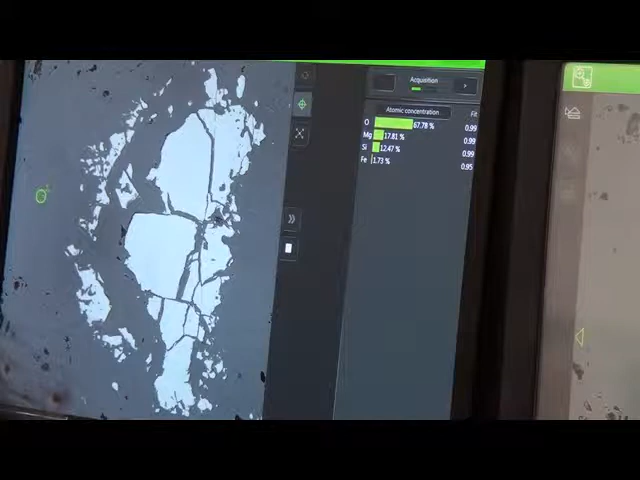 Acquisition
Atomic concentration Fit
O 67.78 % 0.99
Mg 17.81 % 0.99
Si 12.47 % 0.99
Fe 1.73 % 0.95